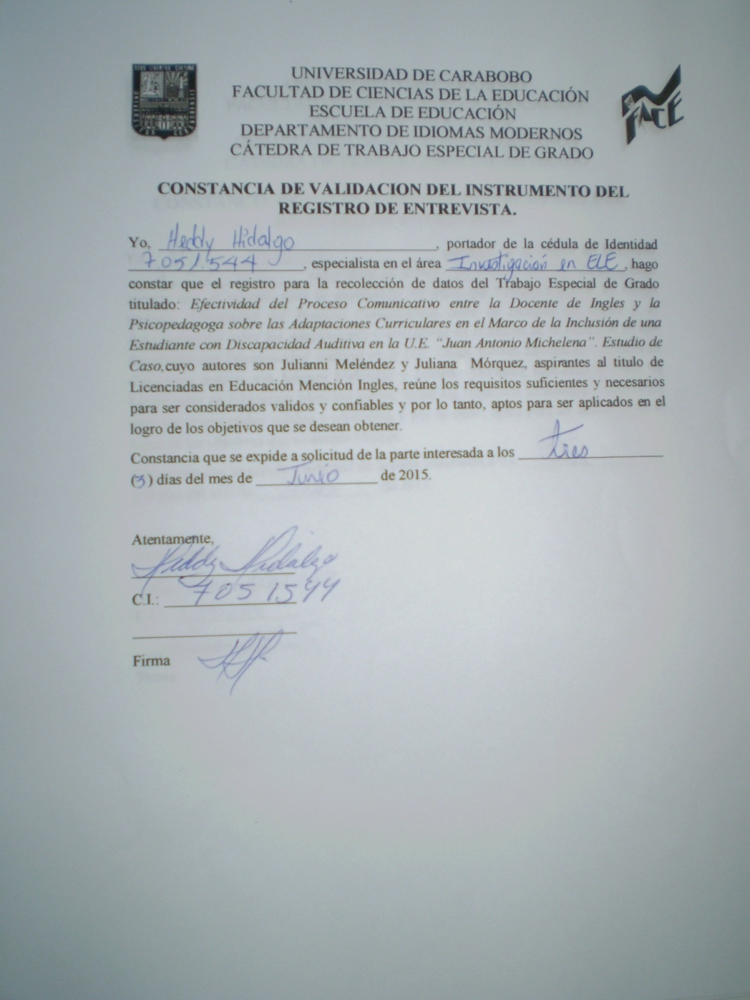 UNIVERSIDAD DE CARABOBO
FACULTAD DE CIENCIAS DE LA EDUCACIÓN
ESCUELA DE EDUCACIÓN
DEPARTAMENTO DE IDIOMAS MODERNOS
CÁTEDRA DE TRABAJO ESPECIAL DE GRADO
FACE
CONSTANCIA DE VALIDACION DEL INSTRUMENTO DEL
REGISTRO DE ENTREVISTA.
Yo, Heddy Hidalgo, portador de la cédula de Identidad
7051.544, especialista en el área Investigación en ELE, hago
constar que el registro para la recolección de datos del Trabajo Especial de Grado
titulado: Efectividad del Proceso Comunicativo entre la Docente de Ingles y la
Psicopedagoga sobre las Adaptaciones Curriculares en el Marco de la Inclusión de una
Estudiante con Discapacidad Auditiva en la U.E. “Juan Antonio Michelena”. Estudio de
Caso,cuyo autores son Julianni Meléndez y Juliana Mórquez, aspirantes al titulo de
Licenciadas en Educación Mención Ingles, reúne los requisitos suficientes y necesarios
para ser considerados validos y confiables y por lo tanto, aptos para ser aplicados en el
logro de los objetivos que se desean obtener.
Constancia que se expide a solicitud de la parte interesada a los tres
(3) días del mes de Junio de 2015.
Atentamente,
Heddy Hidalgo
C.I.: 7051544
Firma